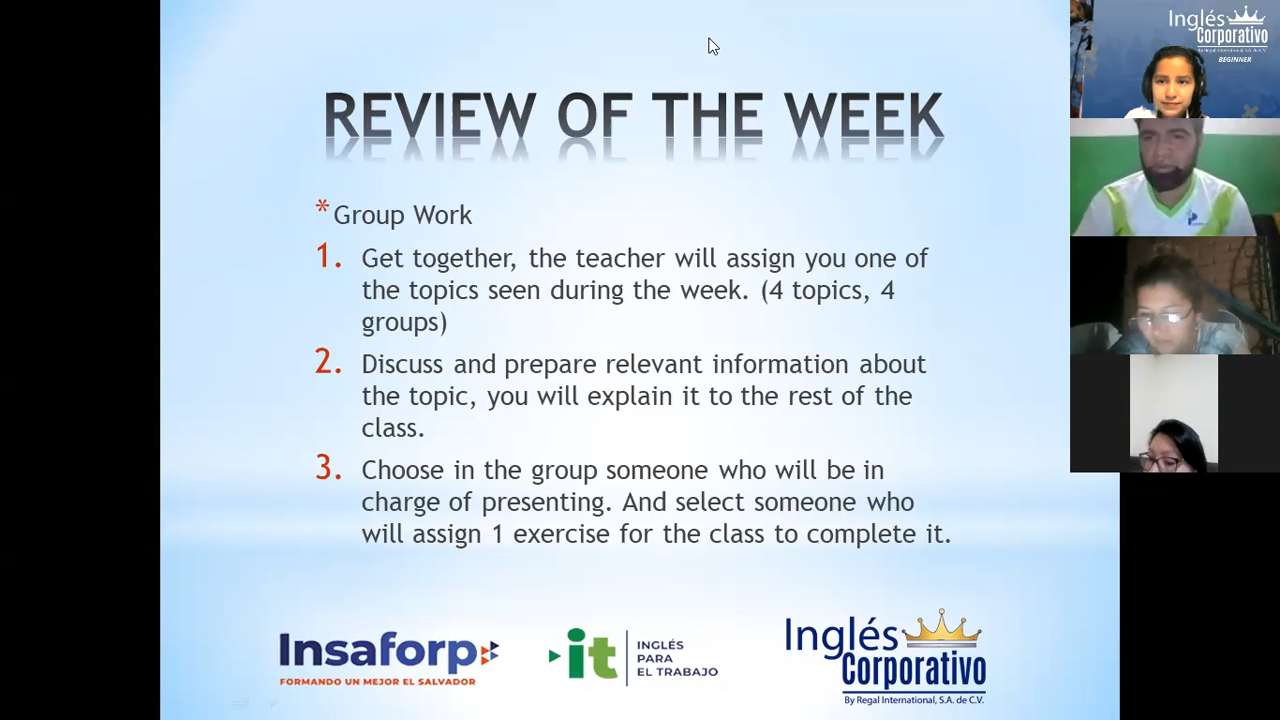 REVIEW OF THE WEEK
* Group Work
1. Get together, the teacher will assign you one of
the topics seen during the week. (4 topics, 4
groups)
2. Discuss and prepare relevant information about
the topic, you will explain it to the rest of the
class.
3. Choose in the group someone who will be in
charge of presenting. And select someone who
will assign 1 exercise for the class to complete it.
Insaforp
FORMANDO UN MEJOR EL SALVADOR
it
INGLÉS
PARA
EL TRABAJO
Inglés
Corporativo
By Regal International, S.A. de C.V.
Inglés
Corporativo
By Regal International, S.A. de C.V.
BEGINNER